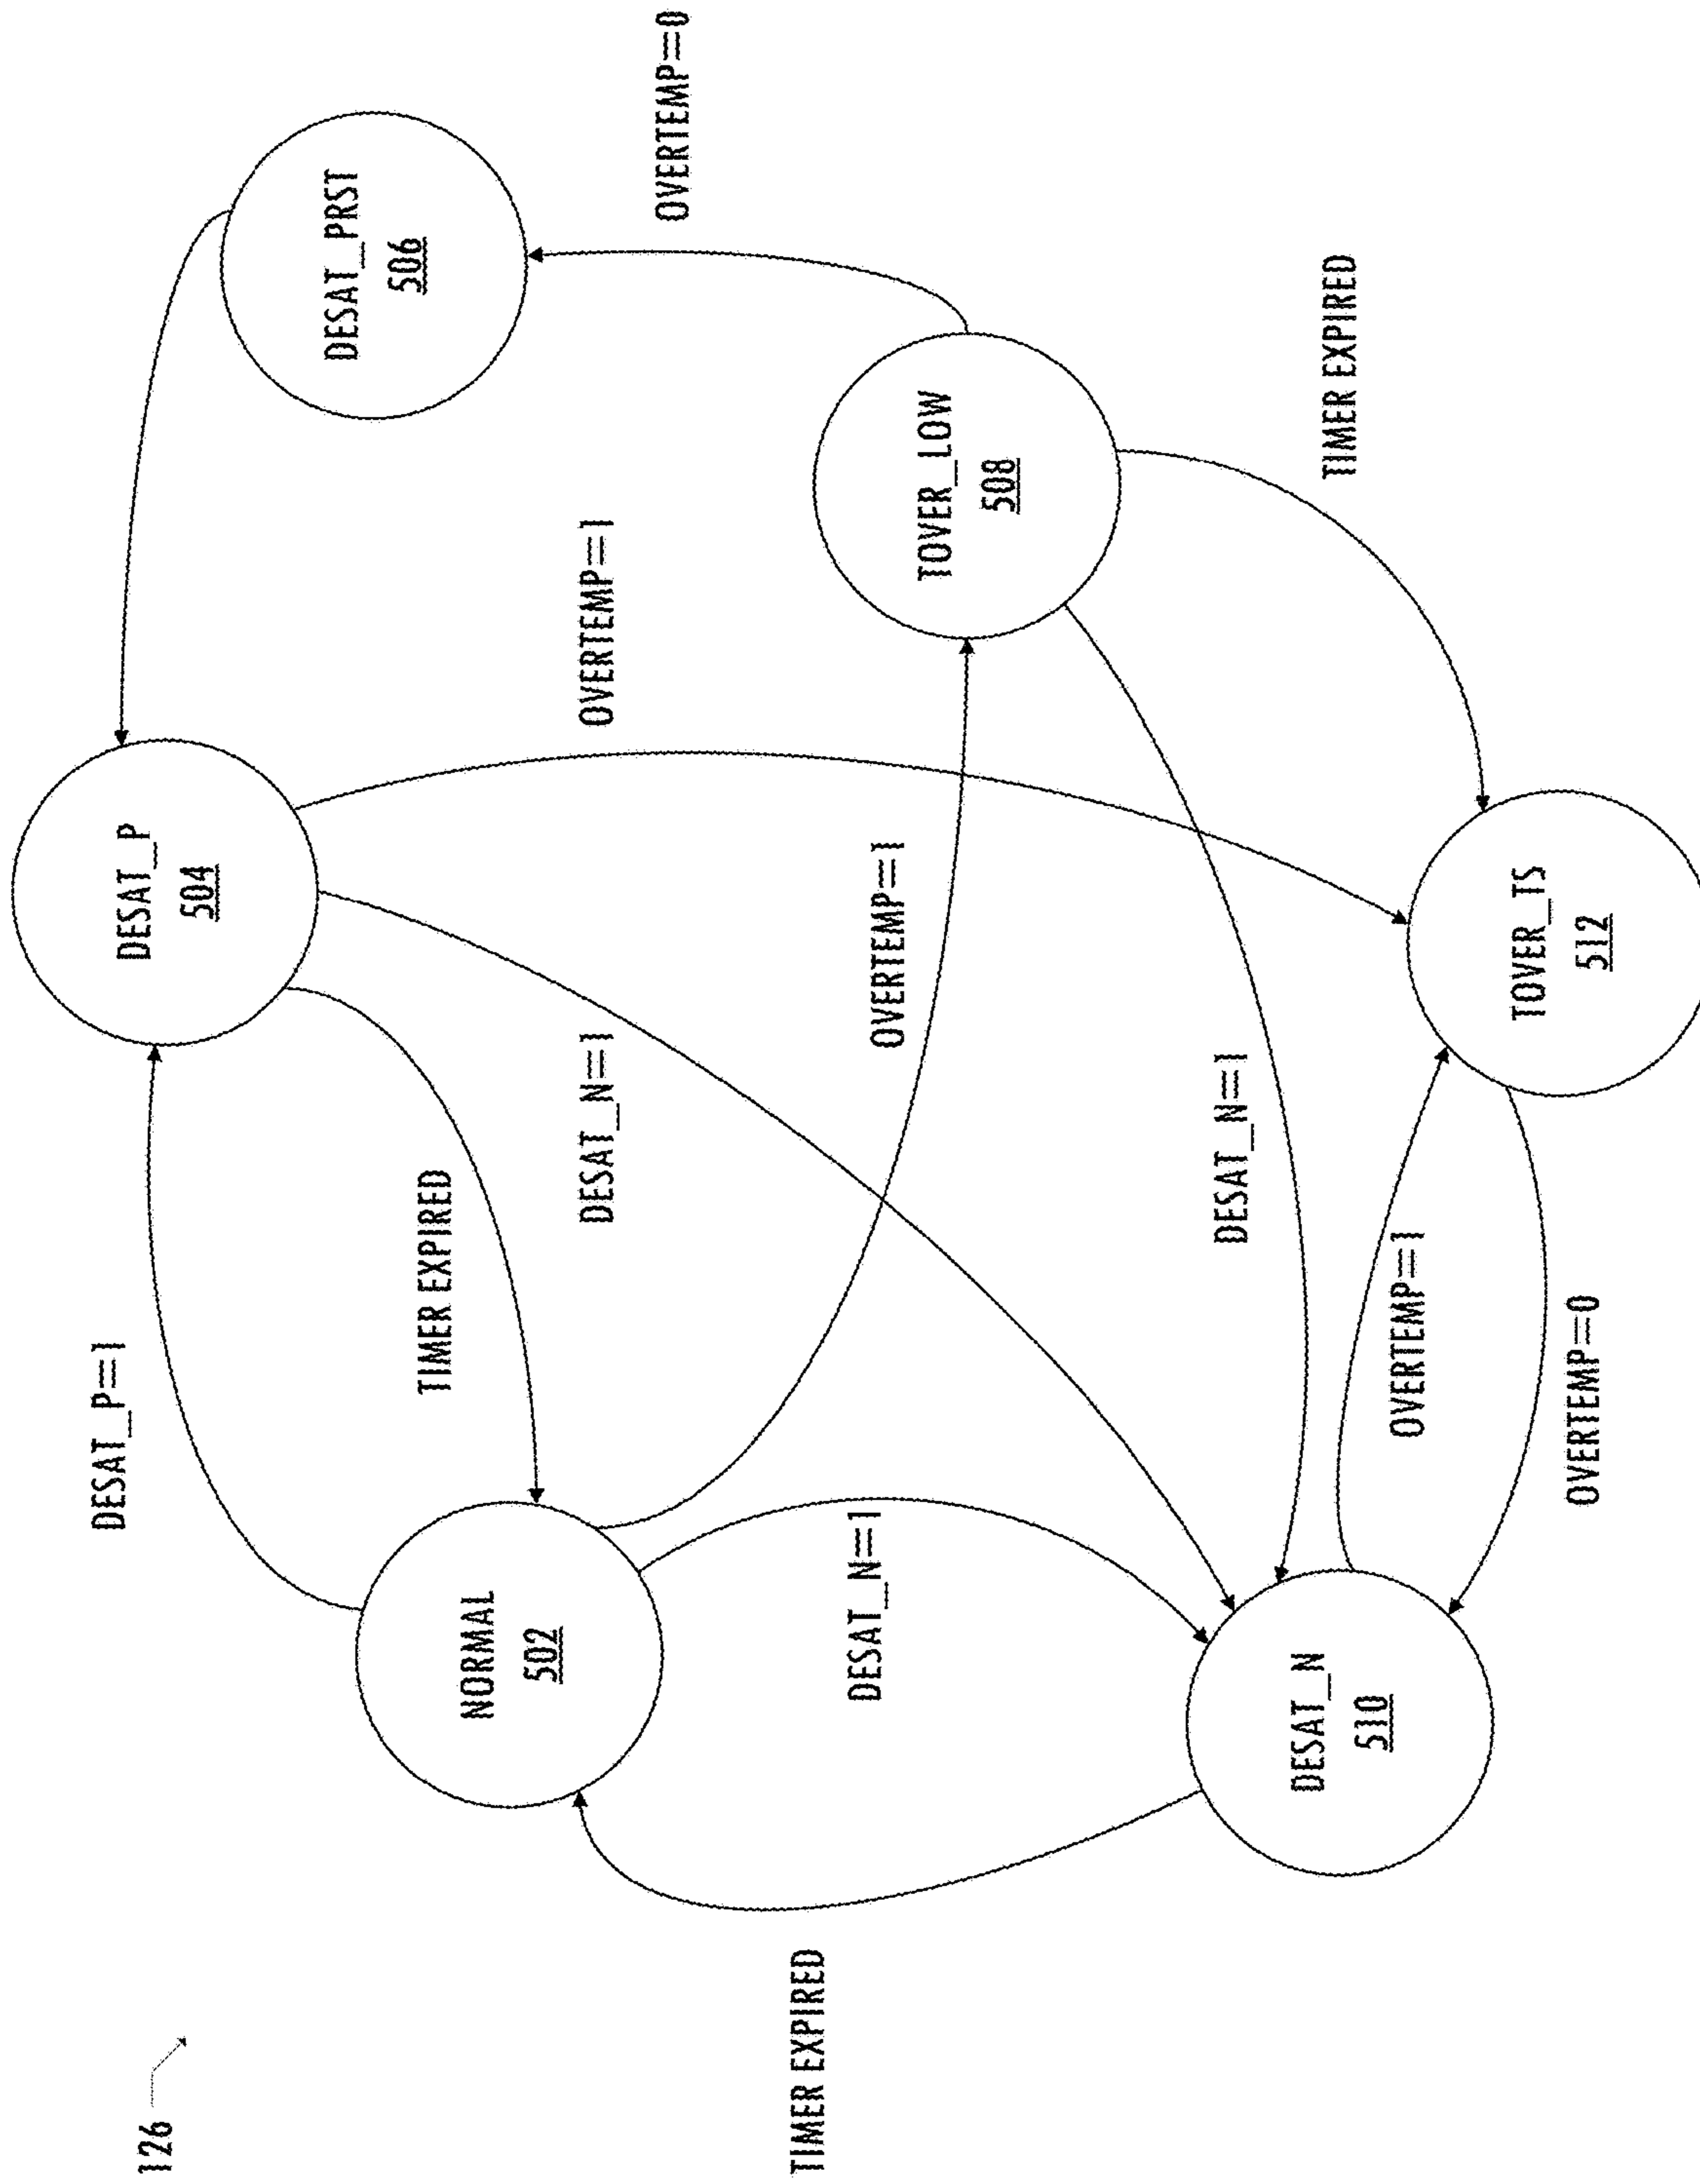 126
DESAT_P==1
DESAT_P
504
DESAT_PRST
506
TIMER EXPIRED
NORMAL
502
DESAT_N==1
OVERTEMP==1
OVERTEMP==0
TIMER EXPIRED
DESAT_N==1
OVERTEMP==1
TOVER_LOW
508
DESAT_N==1
DESAT_N
510
TIMER EXPIRED
OVERTEMP==1
TOVER_TS
512
OVERTEMP==0